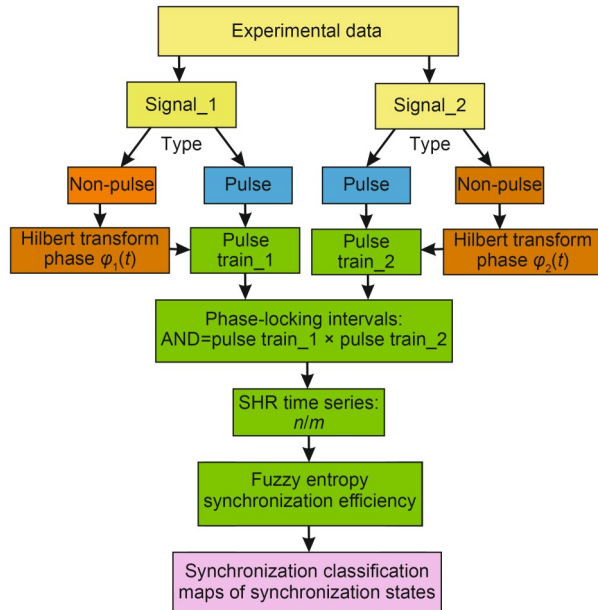 Experimental data
Signal_1
Signal_2
Type
Type
Non-pulse
Pulse
Pulse
Non-pulse
Hilbert transform
phase φ₁(t)
Pulse
train_1
Pulse
train_2
Hilbert transform
phase φ₂(t)
Phase-locking intervals:
AND=pulse train_1 × pulse train_2
SHR time series:
n/m
Fuzzy entropy
synchronization efficiency
Synchronization classification
maps of synchronization states